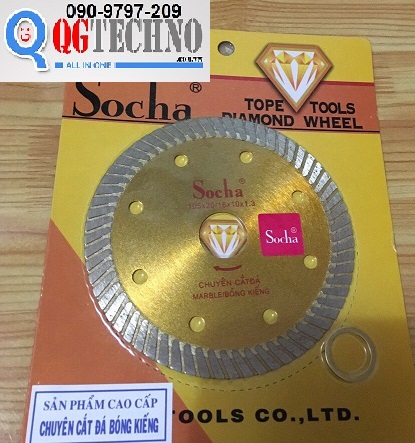 090-9797-209
QGTECHNO
ALL IN ONE
Socha®
TOPE TOOLS
DIAMOND WHEEL
Socha®
CHUYÊN CẮT ĐÁ
MARBLE/BÓNG KIẾNG
Socha®
SẢN PHẨM CAO CẤP
CHUYÊN CẮT ĐÁ BÓNG KIẾNG
TOOLS CO.,LTD.